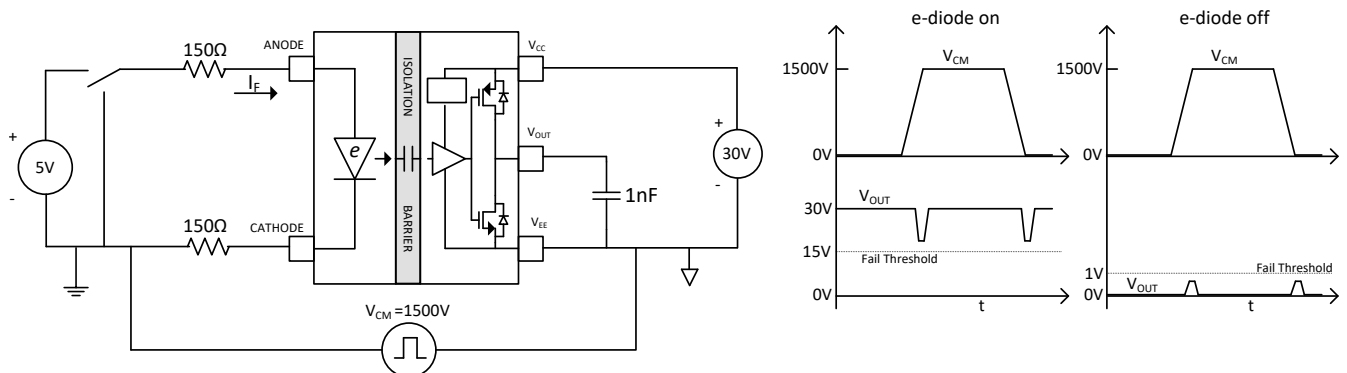 150Ω
ANODE
I_F
+
5V
-
150Ω
CATHODE
e
ISOLATION
BARRIER
V_CC
V_OUT
V_EE
1nF
+
30V
-
V_CM =1500V
e-diode on
1500V
V_CM
0V
30V
V_OUT
15V
Fail Threshold
0V
t
e-diode off
1500V
V_CM
0V
1V
Fail Threshold
0V
V_OUT
t